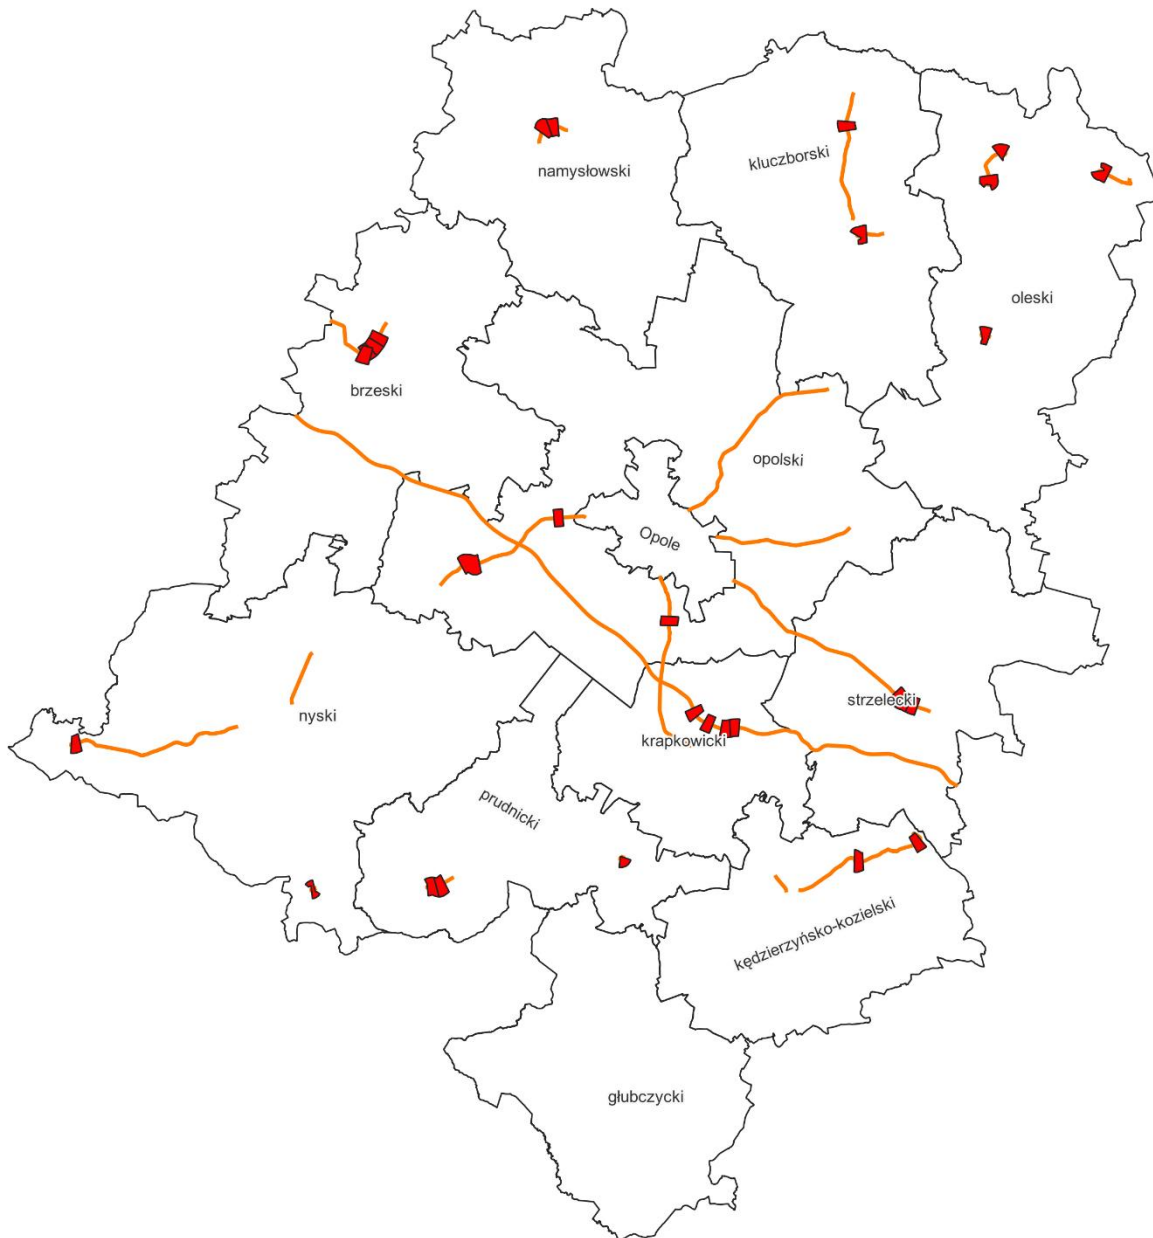 namysłowski
kluczborski
oleski
brzeski
opolski
Opole
nyski
strzelecki
krapkowicki
prudnicki
kędzierzyńsko-kozielski
głubczycki